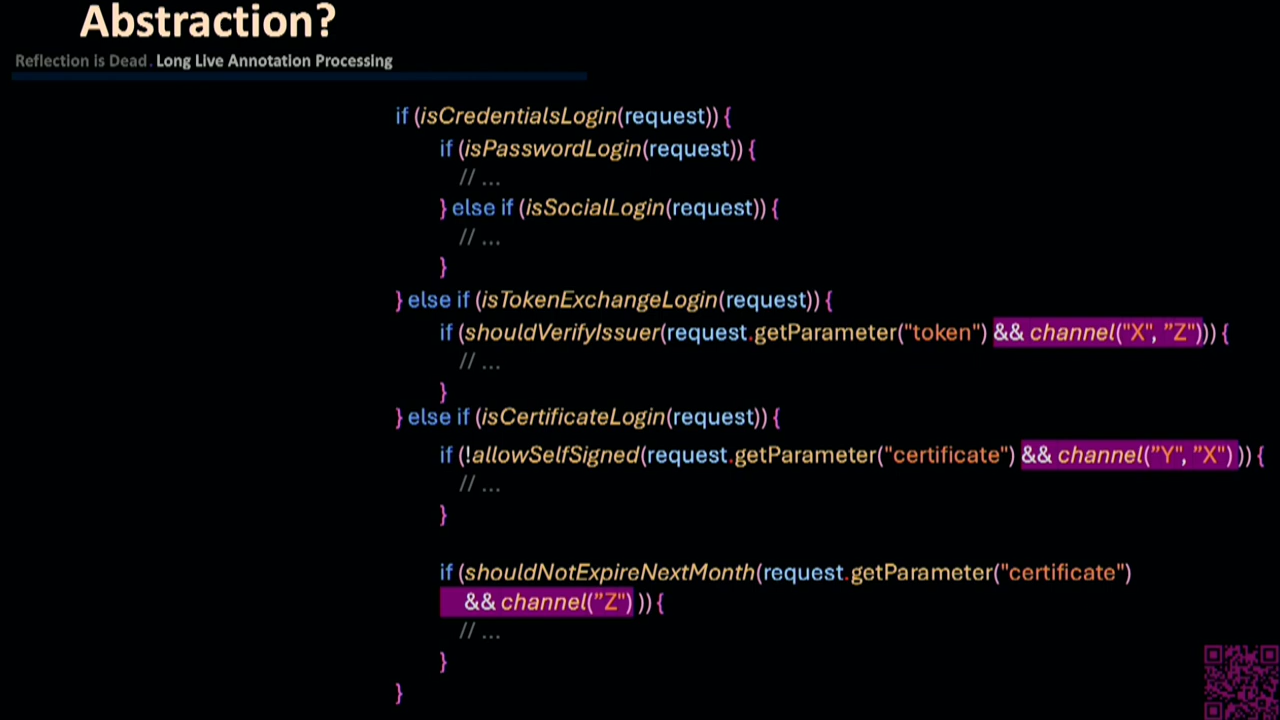 Abstraction?
Reflection is Dead. Long Live Annotation Processing
if (isCredentialsLogin(request)) {
if (isPasswordLogin(request)) {
// ...
} else if (isSocialLogin(request)) {
// ...
}
} else if (isTokenExchangeLogin(request)) {
if (shouldVerifyIssuer(request.getParameter("token") && channel("X", ”Z"))) {
// ...
}
} else if (isCertificateLogin(request)) {
if (!allowSelfSigned(request.getParameter("certificate") && channel(”Y", ”X") )) {
// ...
}
if (shouldNotExpireNextMonth(request.getParameter("certificate")
&& channel(”Z") )) {
// ...
}
}